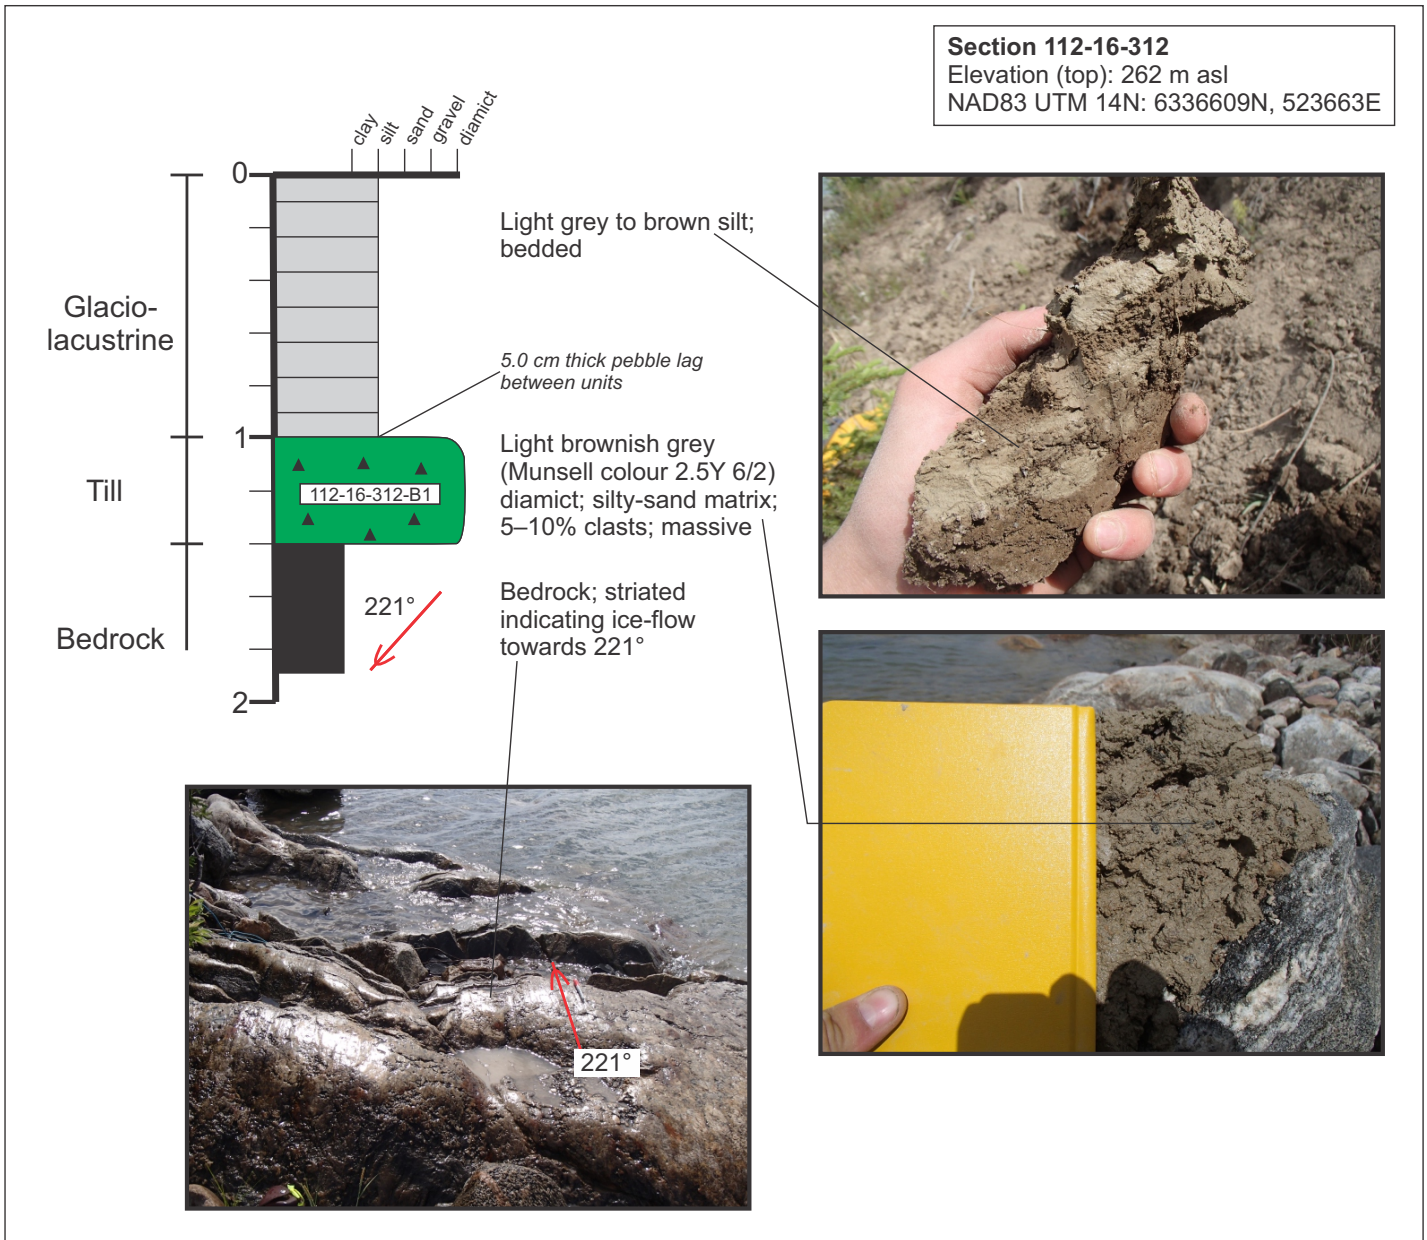 Section 112-16-312
Elevation (top): 262 m asl
NAD83 UTM 14N: 6336609N, 523663E
clay
silt
sand
gravel
diamict
0
Glacio-
lacustrine
Light grey to brown silt;
bedded
5.0 cm thick pebble lag
between units
1
Till
112-16-312-B1
Light brownish grey
(Munsell colour 2.5Y 6/2)
diamict; silty-sand matrix;
5–10% clasts; massive
Bedrock
221°
Bedrock; striated
indicating ice-flow
towards 221°
2
221°